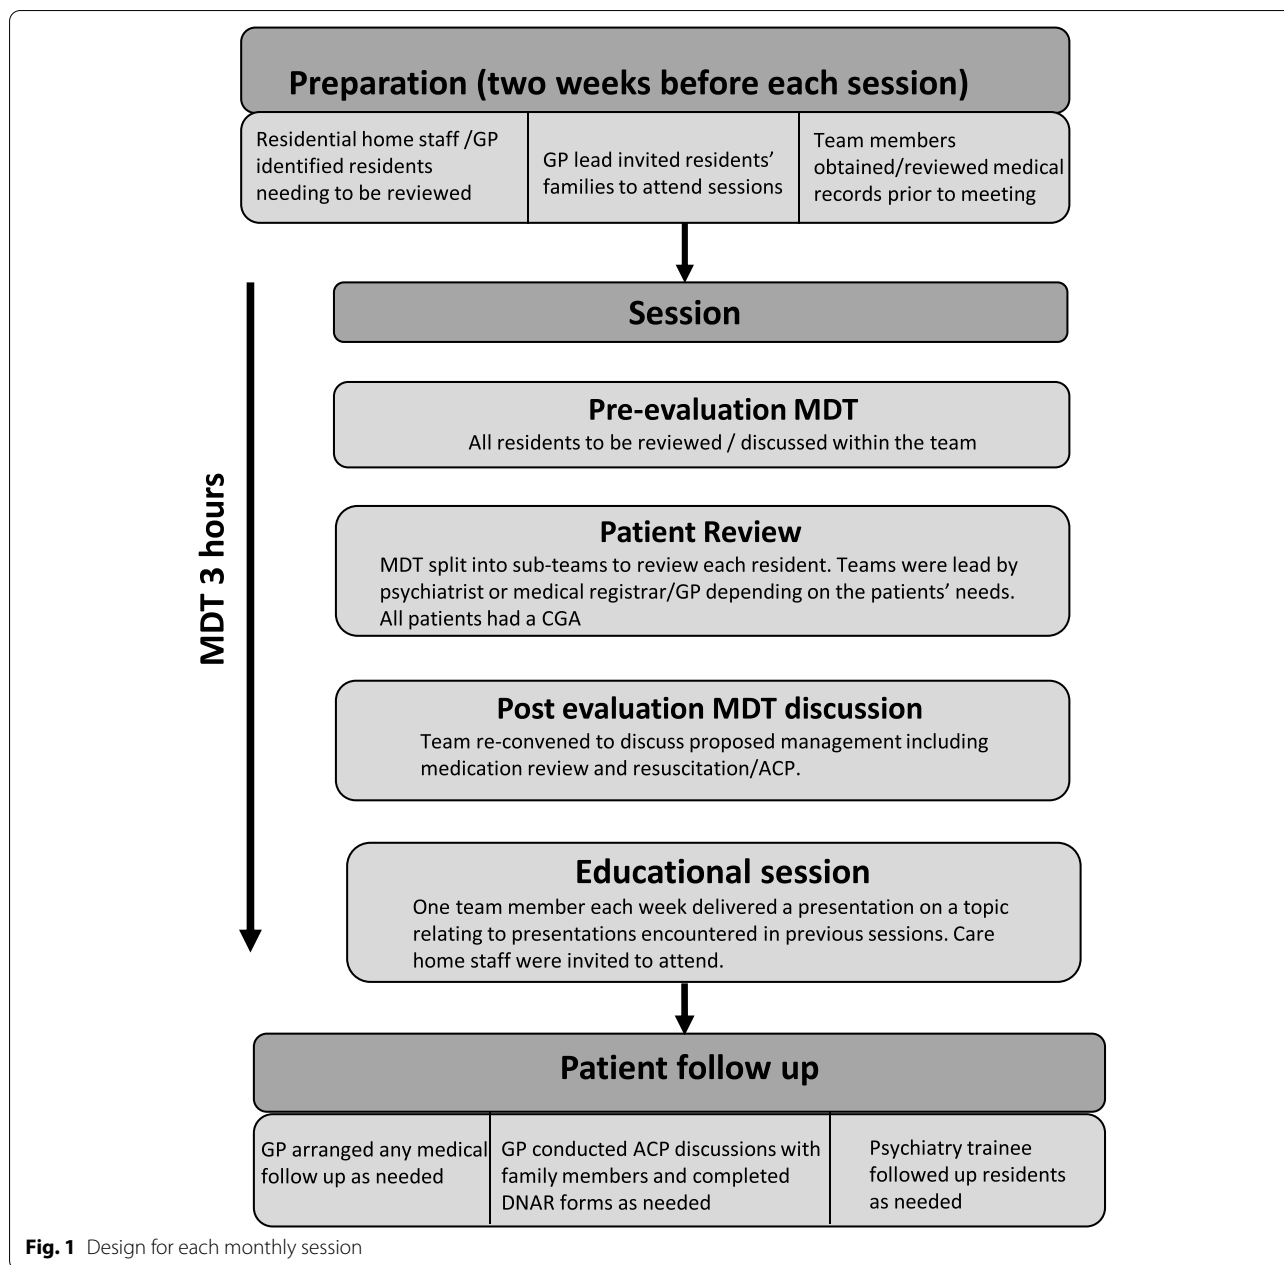 Preparation (two weeks before each session)
Residential home staff /GP
identified residents
needing to be reviewed
GP lead invited residents’
families to attend sessions
Team members
obtained/reviewed medical
records prior to meeting
MDT 3 hours
Session
Pre-evaluation MDT
All residents to be reviewed / discussed within the team
Patient Review
MDT split into sub-teams to review each resident. Teams were lead by
psychiatrist or medical registrar/GP depending on the patients’ needs.
All patients had a CGA
Post evaluation MDT discussion
Team re-convened to discuss proposed management including
medication review and resuscitation/ACP.
Educational session
One team member each week delivered a presentation on a topic
relating to presentations encountered in previous sessions. Care
home staff were invited to attend.
Patient follow up
GP arranged any medical
follow up as needed
GP conducted ACP discussions with
family members and completed
DNAR forms as needed
Psychiatry trainee
followed up residents
as needed
Fig. 1 Design for each monthly session